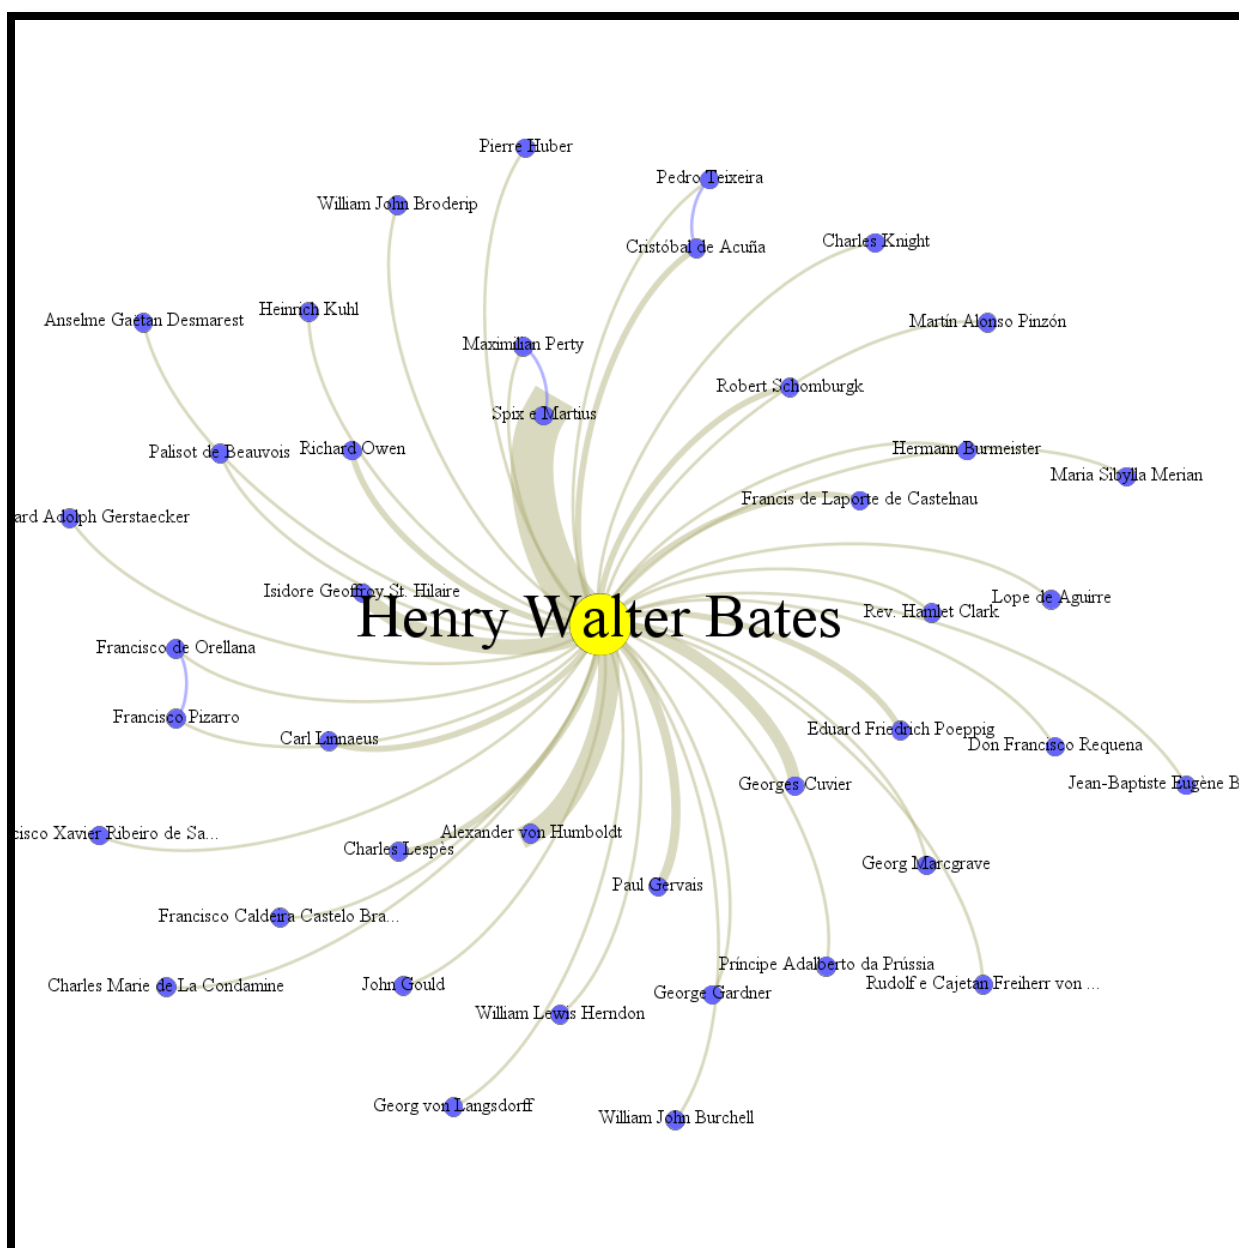 Pierre Huber
Pedro Teixeira
William John Broderip
Charles Knight
Cristóbal de Acuña
Heinrich Kuhl
Anselme Gaëtan Desmarest
Martín Alonso Pinzón
Maximilian Perty
Robert Schomburgk
Spix e Martius
Richard Owen
Hermann Burmeister
Palisot de Beauvois
Maria Sibylla Merian
Francis de Laporte de Castelnau
ard Adolph Gerstaecker
Isidore Geoffroy St. Hilaire
Lope de Aguirre
Rev. Hamlet Clark
Henry Walter Bates
Francisco de Orellana
Francisco Pizarro
Eduard Friedrich Poeppig
Carl Linnaeus
Don Francisco Requena
Georges Cuvier
Jean-Baptiste Eugène B
cisco Xavier Ribeiro de Sa...
Alexander von Humboldt
Charles Lespès
Georg Marcgrave
Paul Gervais
Francisco Caldeira Castelo Bra...
Príncipe Adalberto da Prússia
Rudolf e Cajetan Freiherr von ...
Charles Marie de La Condamine
John Gould
George Gardner
William Lewis Herndon
Georg von Langsdorff
William John Burchell